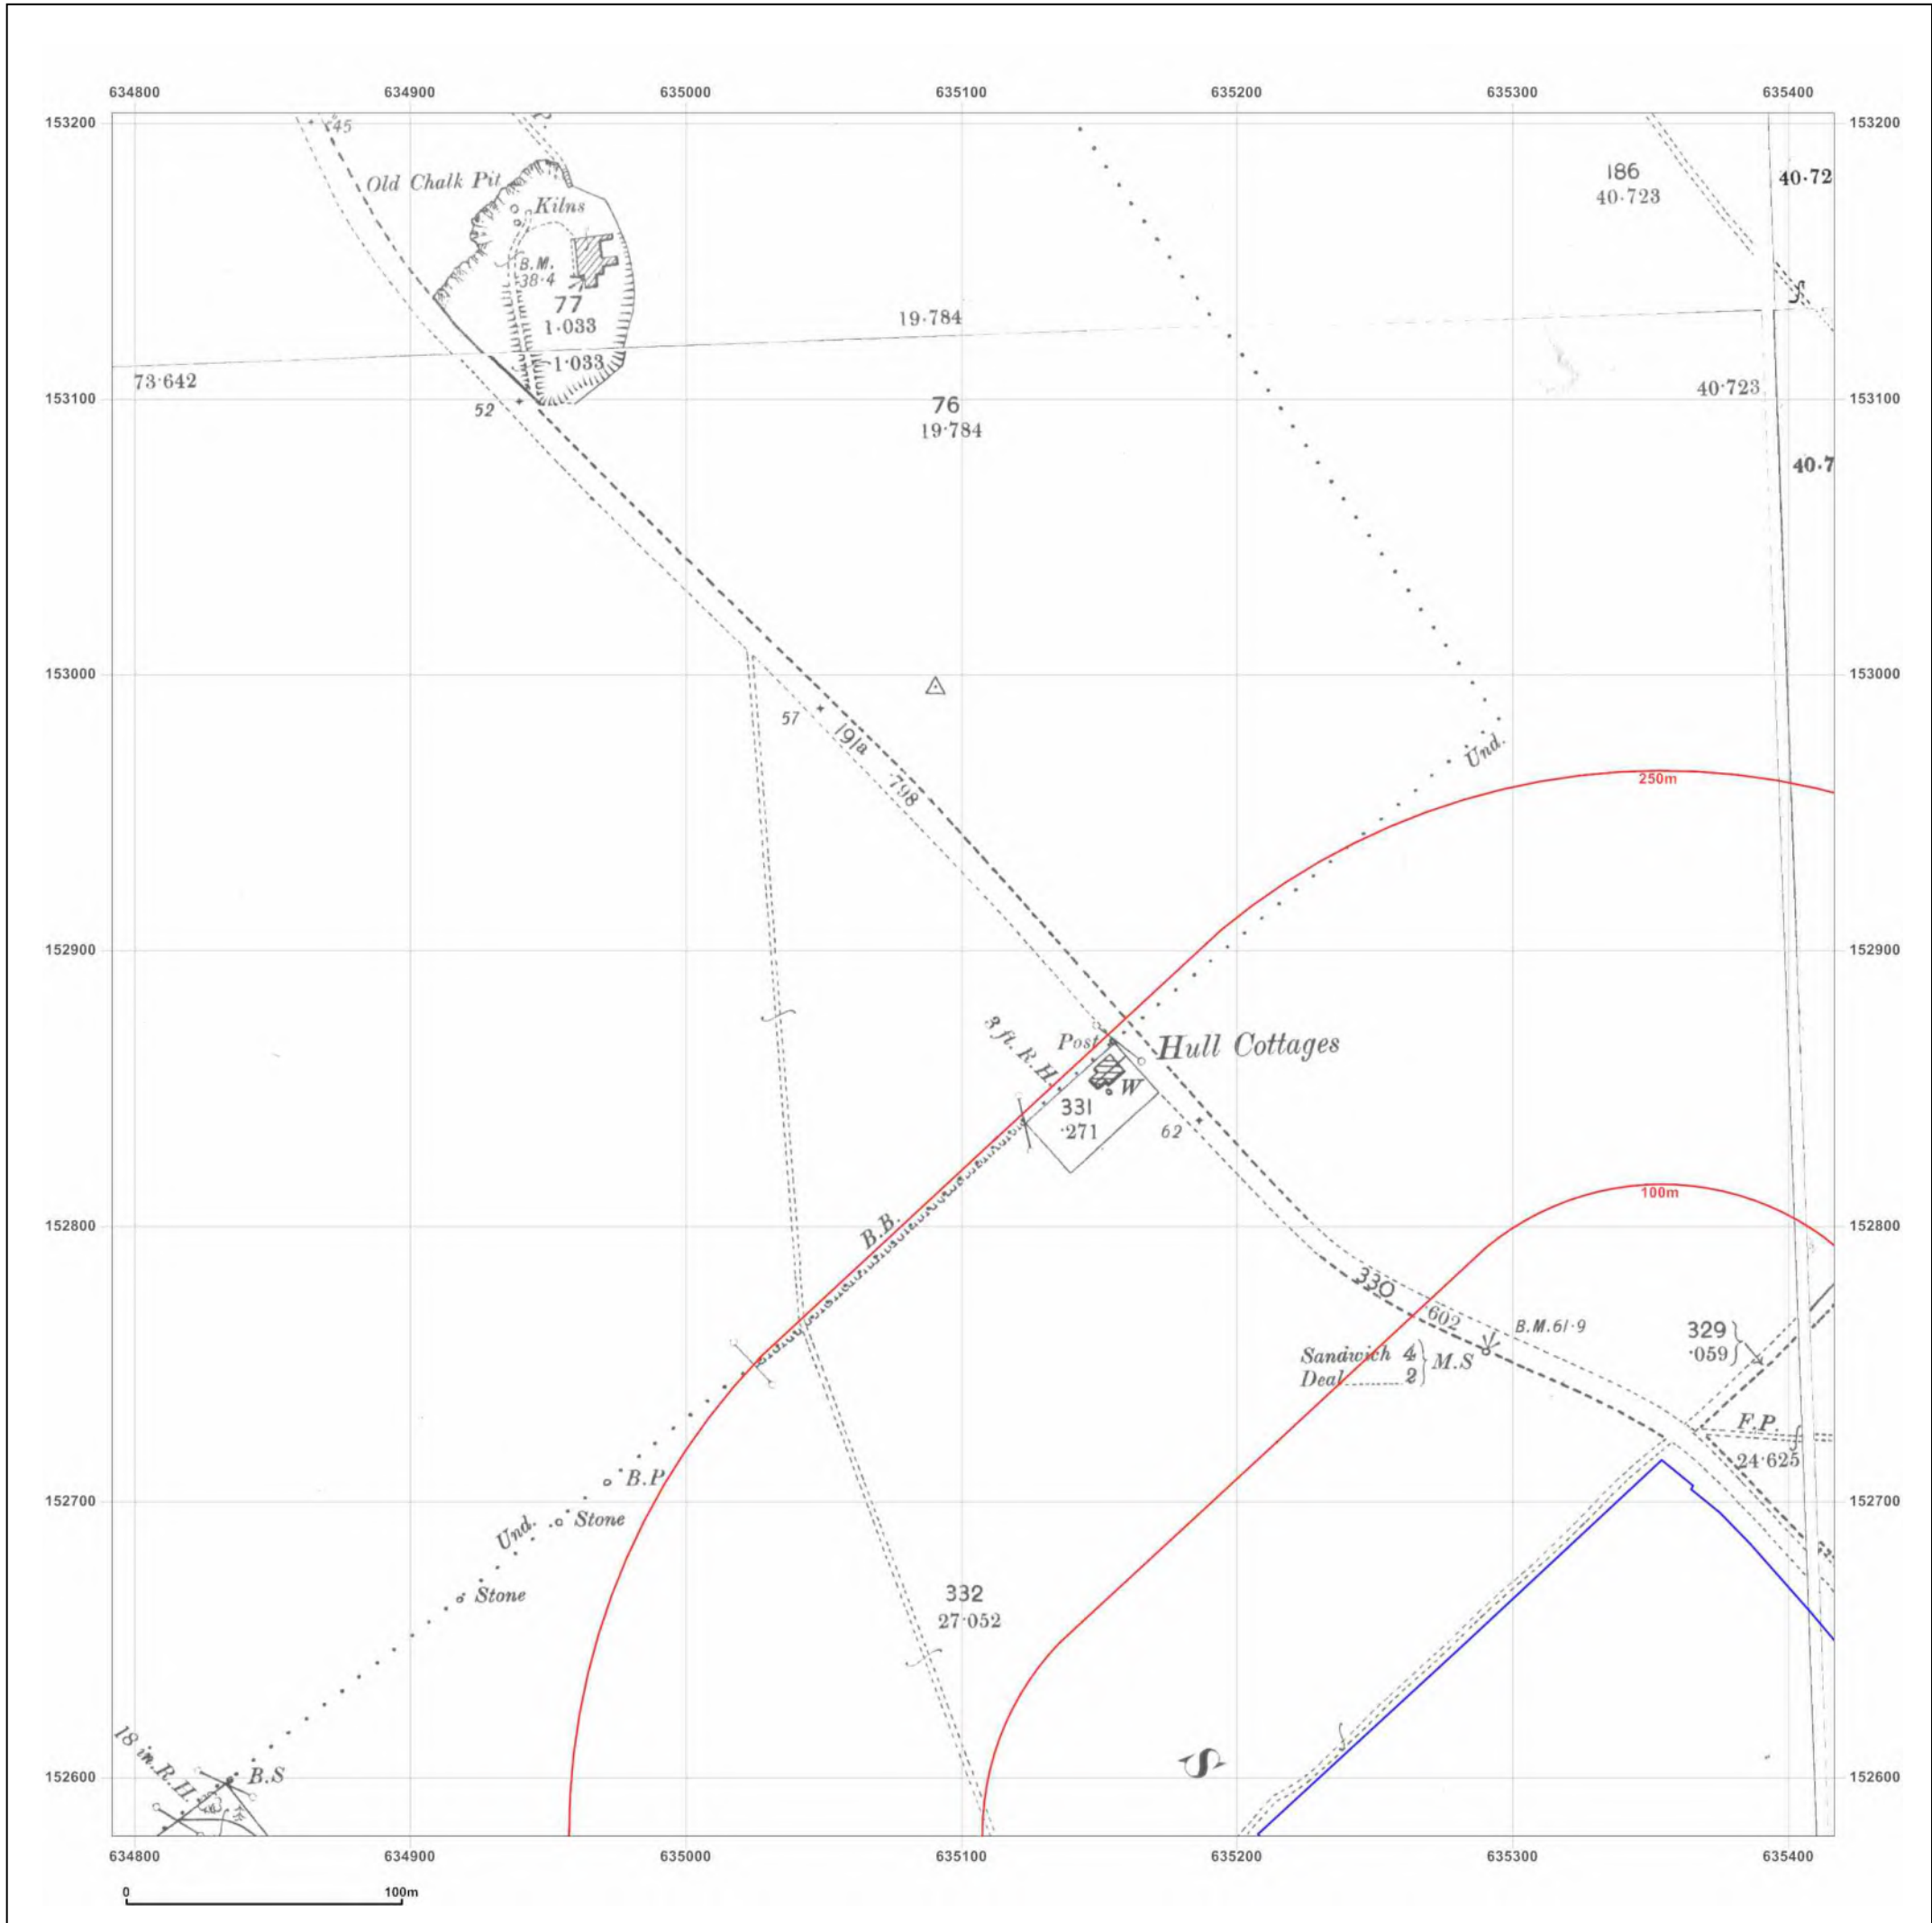 634800 634900 635000 635100 635200 635300 635400
153200 153200
45
Old Chalk Pit
186
40·723
40·72
Kilns
B.M.
38·4
77
1·033
19·784
1·033
73·642
40·723
153100 153100
52
76
19·784
40·7
153000 153000
57
191a
·798
Und.
250m
152900 152900
3 ft. R.H.
Post
Hull Cottages
W
331
·271
62
B.B.
100m
152800 152800
330
·602
B.M.61·9
329
·059
Sandwich 4
Deal 2
M.S
F.P.
24·625
B.P
152700 152700
Und.
Stone
Stone
332
27·052
S
18 in. R.H.
B.S
152600 152600
634800 634900 635000 635100 635200 635300 635400
0 100m